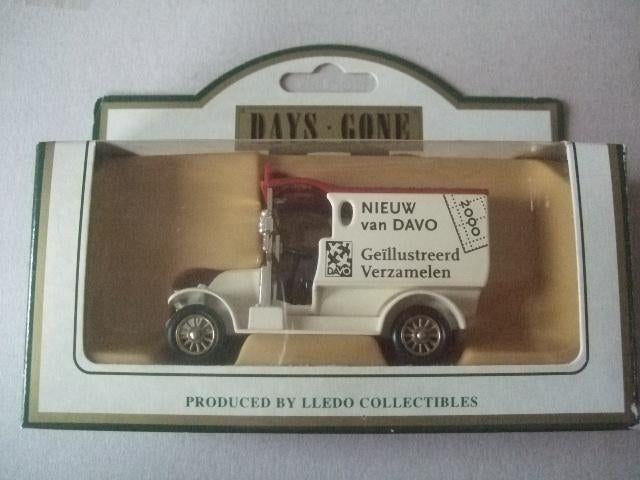 DAYS · GONE
NIEUW
van DAVO
2000
Geïllustreerd
Verzamelen
DAVO
PRODUCED BY LLEDO COLLECTIBLES